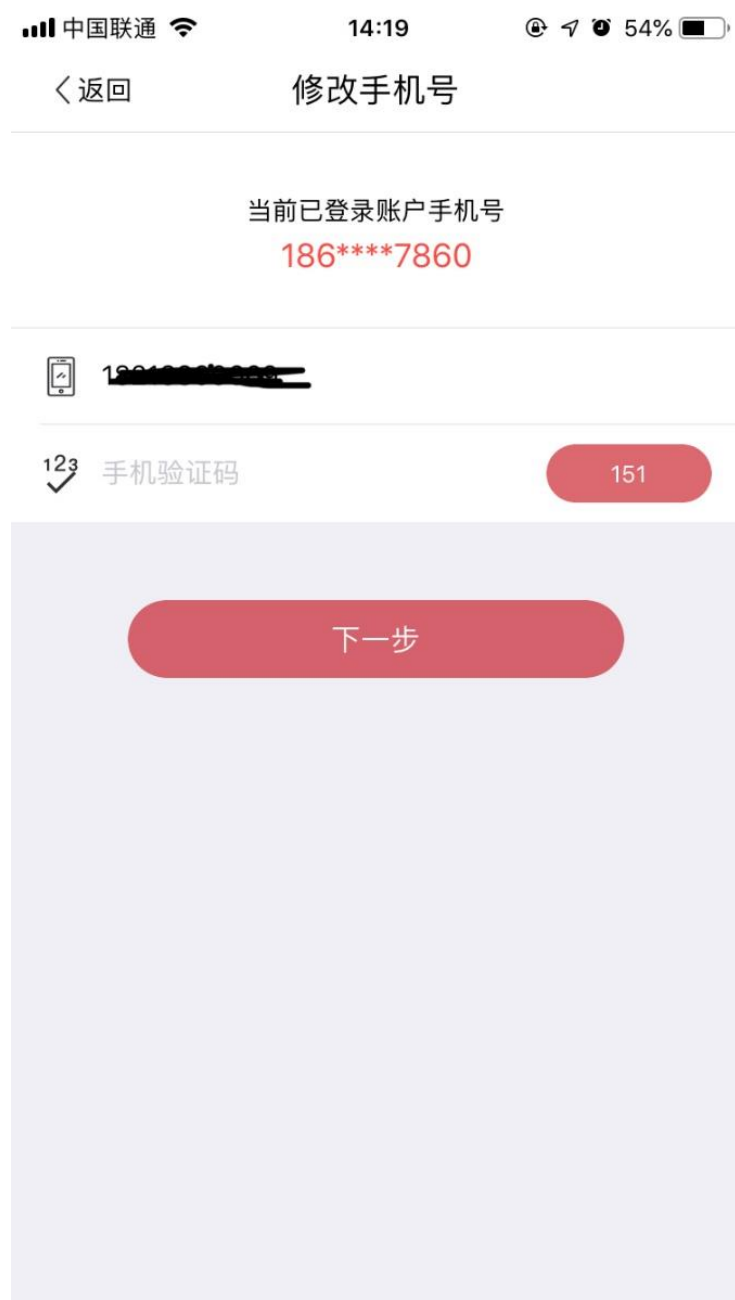 中国联通 14:19 54%
返回 修改手机号
当前已登录账户手机号
186****7860
手机验证码 151
下一步